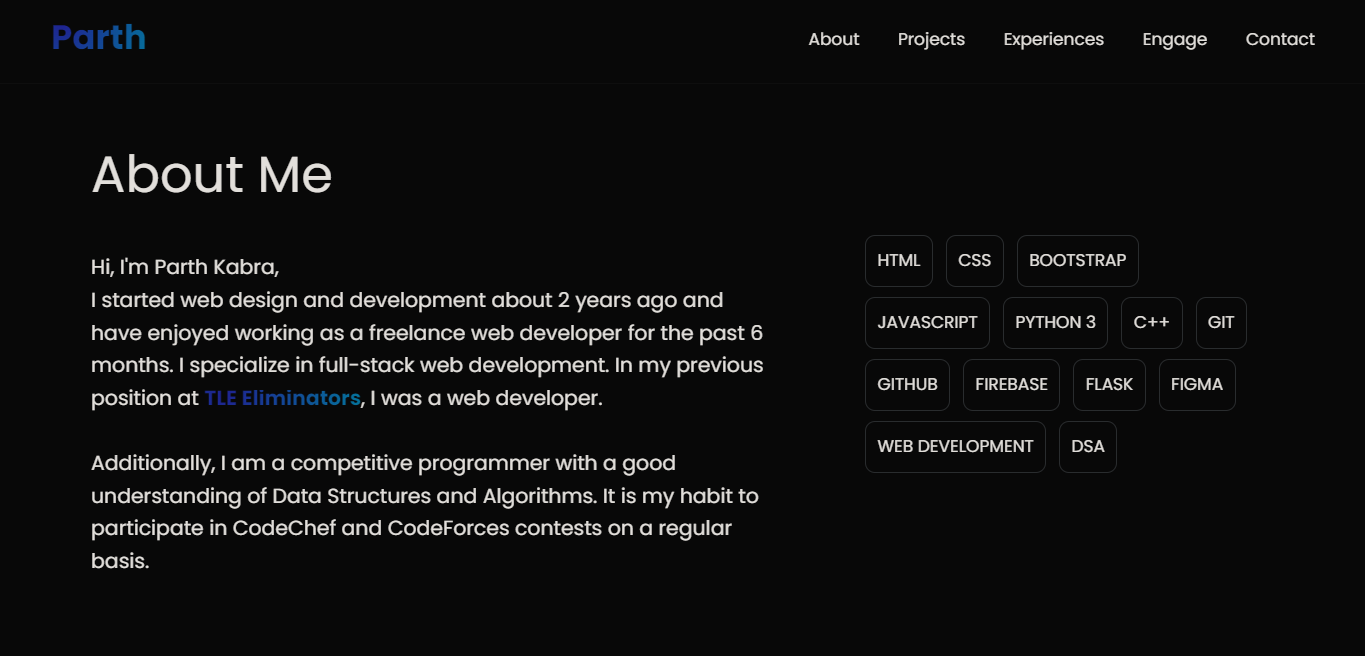 Parth
About Projects Experiences Engage Contact
About Me
Hi, I'm Parth Kabra,
I started web design and development about 2 years ago and
have enjoyed working as a freelance web developer for the past 6
months. I specialize in full-stack web development. In my previous
position at TLE Eliminators, I was a web developer.
Additionally, I am a competitive programmer with a good
understanding of Data Structures and Algorithms. It is my habit to
participate in CodeChef and CodeForces contests on a regular
basis.
HTML CSS BOOTSTRAP
JAVASCRIPT PYTHON 3 C++ GIT
GITHUB FIREBASE FLASK FIGMA
WEB DEVELOPMENT DSA